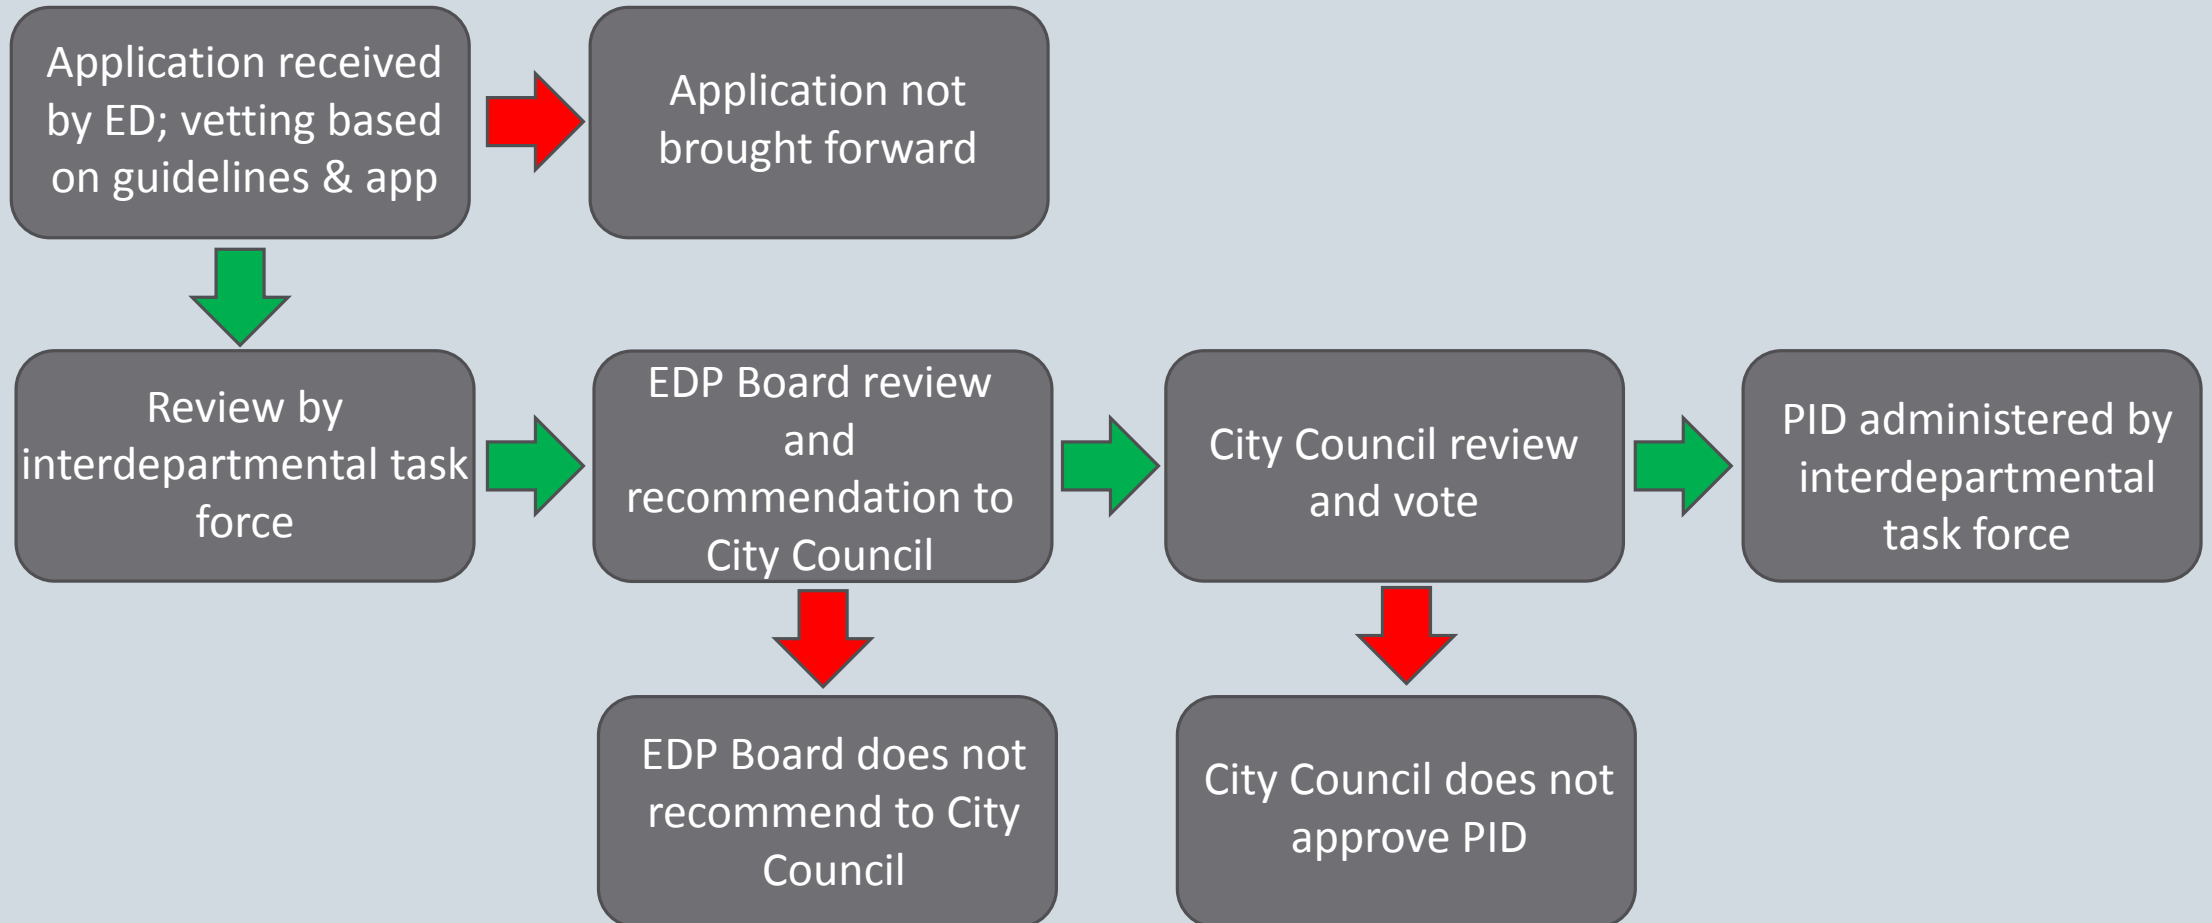 Application received
by ED; vetting based
on guidelines & app
Application not
brought forward
Review by
interdepartmental task
force
EDP Board review
and
recommendation to
City Council
City Council review
and vote
PID administered by
interdepartmental
task force
EDP Board does not
recommend to City
Council
City Council does not
approve PID